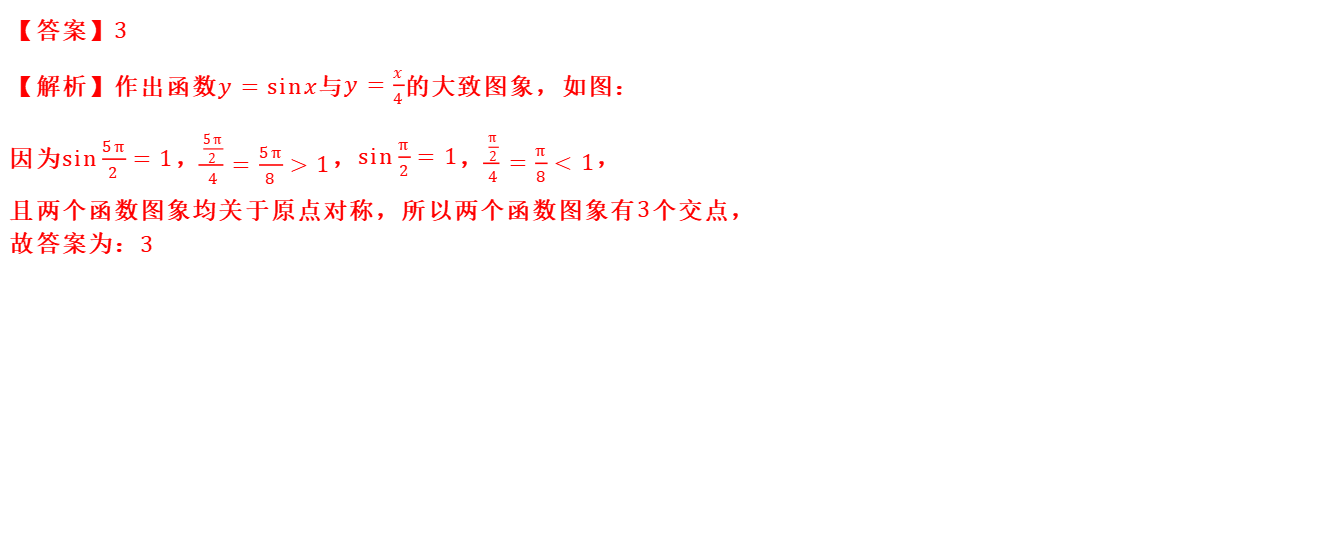 【答案】3
【解析】作出函数y = sinx与y = x/4的大致图象，如图：
因为sin 5π/2 = 1，(5π/2)/4 = 5π/8 > 1，sin π/2 = 1，(π/2)/4 = π/8 < 1，
且两个函数图象均关于原点对称，所以两个函数图象有3个交点，
故答案为：3